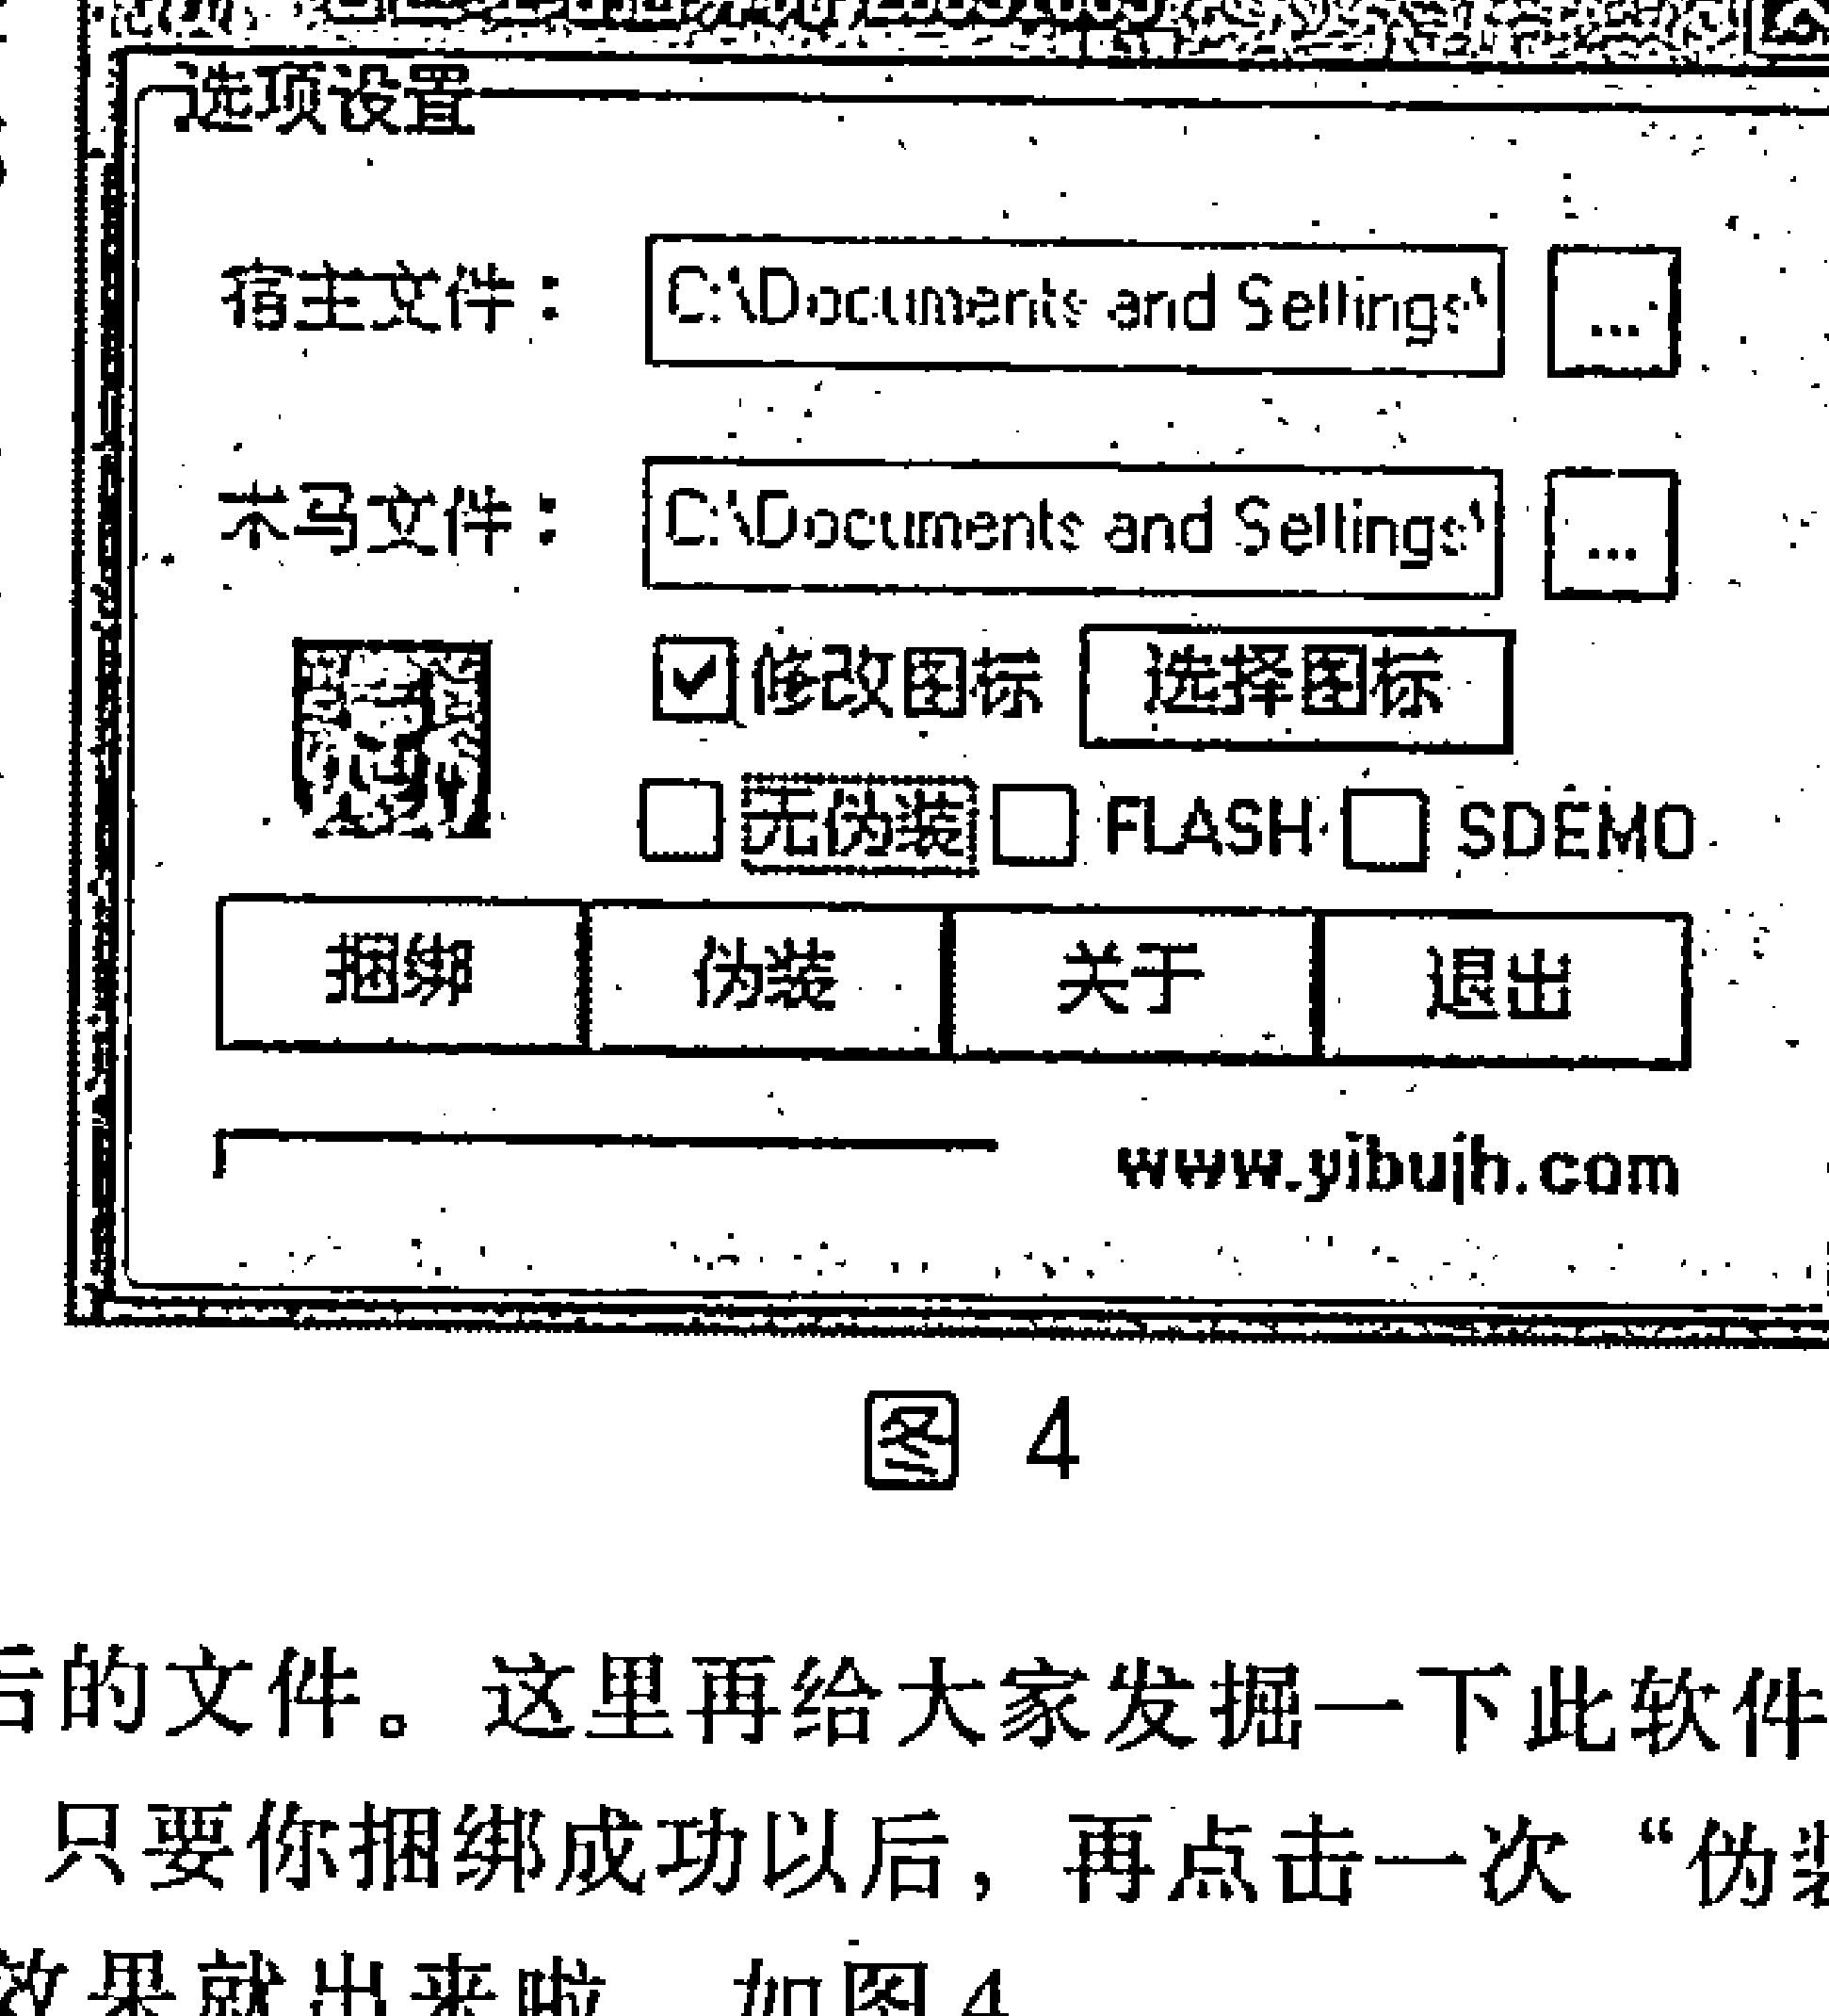 选项设置
宿主文件： C:\Documents and Settings\ ...
木马文件： C:\Documents and Settings\ ...
修改图标 选择图标
无伪装 FLASH SDEMO
捆绑 伪装 关于 退出
www.yibujh.com
图 4
后的文件。这里再给大家发掘一下此软件
只要你捆绑成功以后，再点击一次“伪装
效果就出来啦 如图4